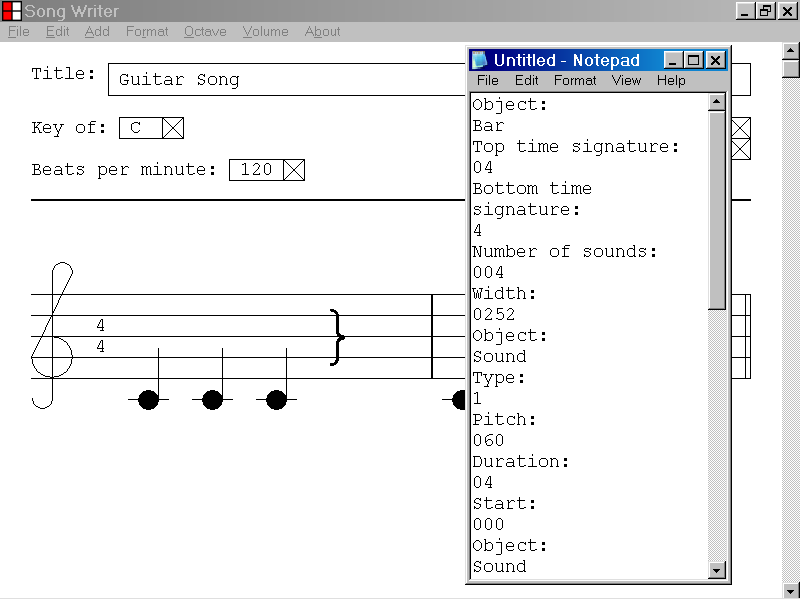 Song Writer
File Edit Add Format Octave Volume About
Title: Guitar Song
Key of: C
Beats per minute: 120
4
4
Untitled - Notepad
File Edit Format View Help
Object:
Bar
Top time signature:
04
Bottom time
signature:
4
Number of sounds:
004
Width:
0252
Object:
Sound
Type:
1
Pitch:
060
Duration:
04
Start:
000
Object:
Sound